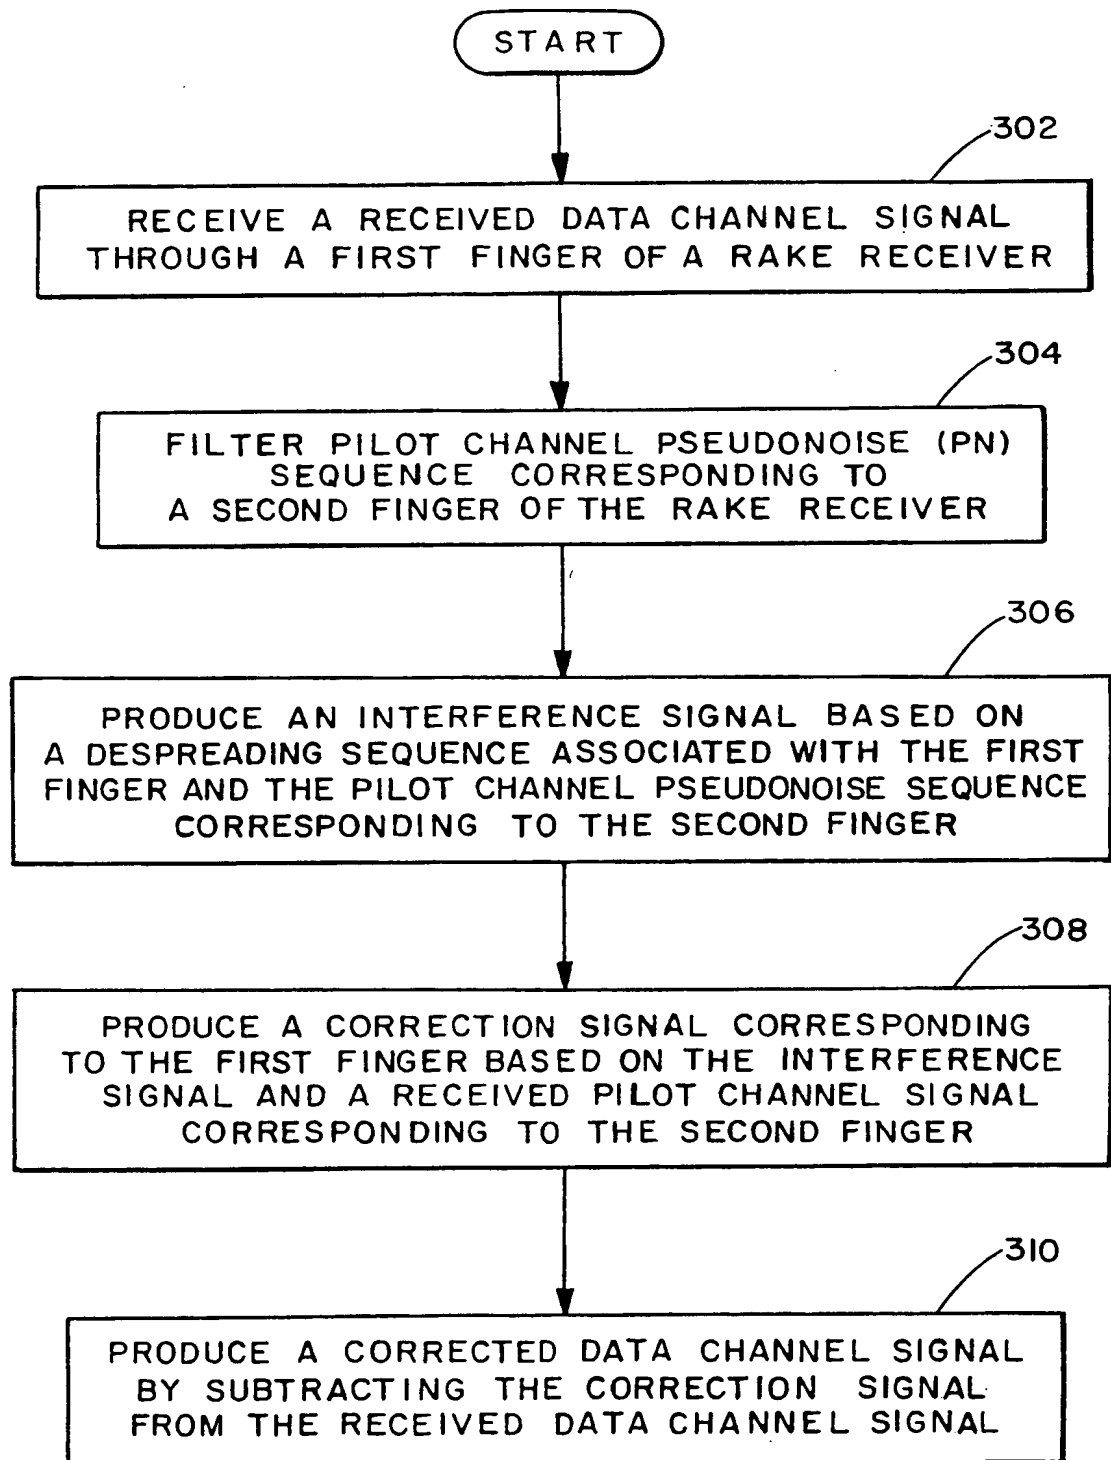 START
302
RECEIVE A RECEIVED DATA CHANNEL SIGNAL
THROUGH A FIRST FINGER OF A RAKE RECEIVER
304
FILTER PILOT CHANNEL PSEUDONOISE (PN)
SEQUENCE CORRESPONDING TO
A SECOND FINGER OF THE RAKE RECEIVER
306
PRODUCE AN INTERFERENCE SIGNAL BASED ON
A DESPREADING SEQUENCE ASSOCIATED WITH THE FIRST
FINGER AND THE PILOT CHANNEL PSEUDONOISE SEQUENCE
CORRESPONDING TO THE SECOND FINGER
308
PRODUCE A CORRECTION SIGNAL CORRESPONDING
TO THE FIRST FINGER BASED ON THE INTERFERENCE
SIGNAL AND A RECEIVED PILOT CHANNEL SIGNAL
CORRESPONDING TO THE SECOND FINGER
310
PRODUCE A CORRECTED DATA CHANNEL SIGNAL
BY SUBTRACTING THE CORRECTION SIGNAL
FROM THE RECEIVED DATA CHANNEL SIGNAL